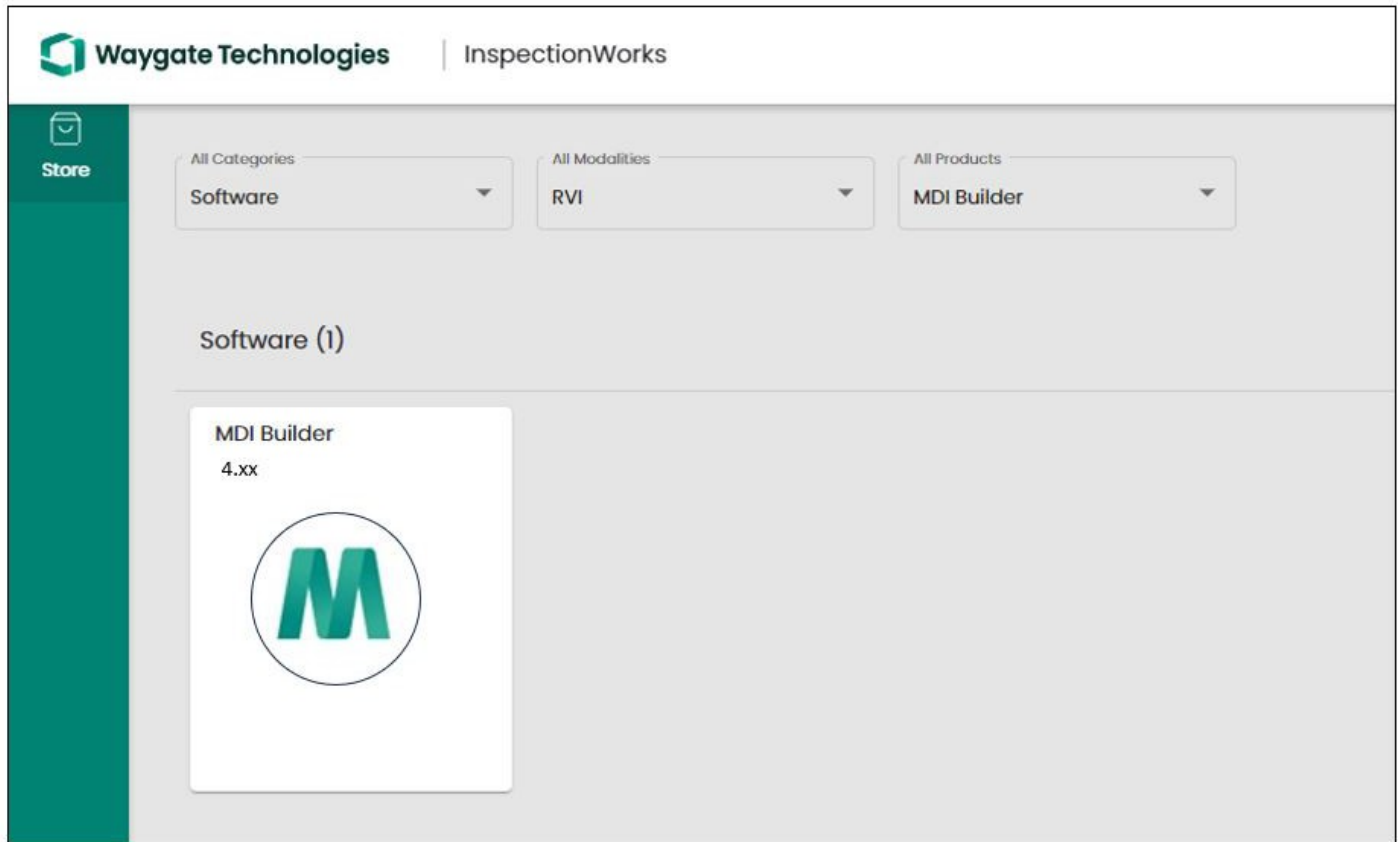 Waygate Technologies | InspectionWorks
Store
All Categories All Modalities All Products
Software RVI MDI Builder
Software (1)
MDI Builder
4.xx
M